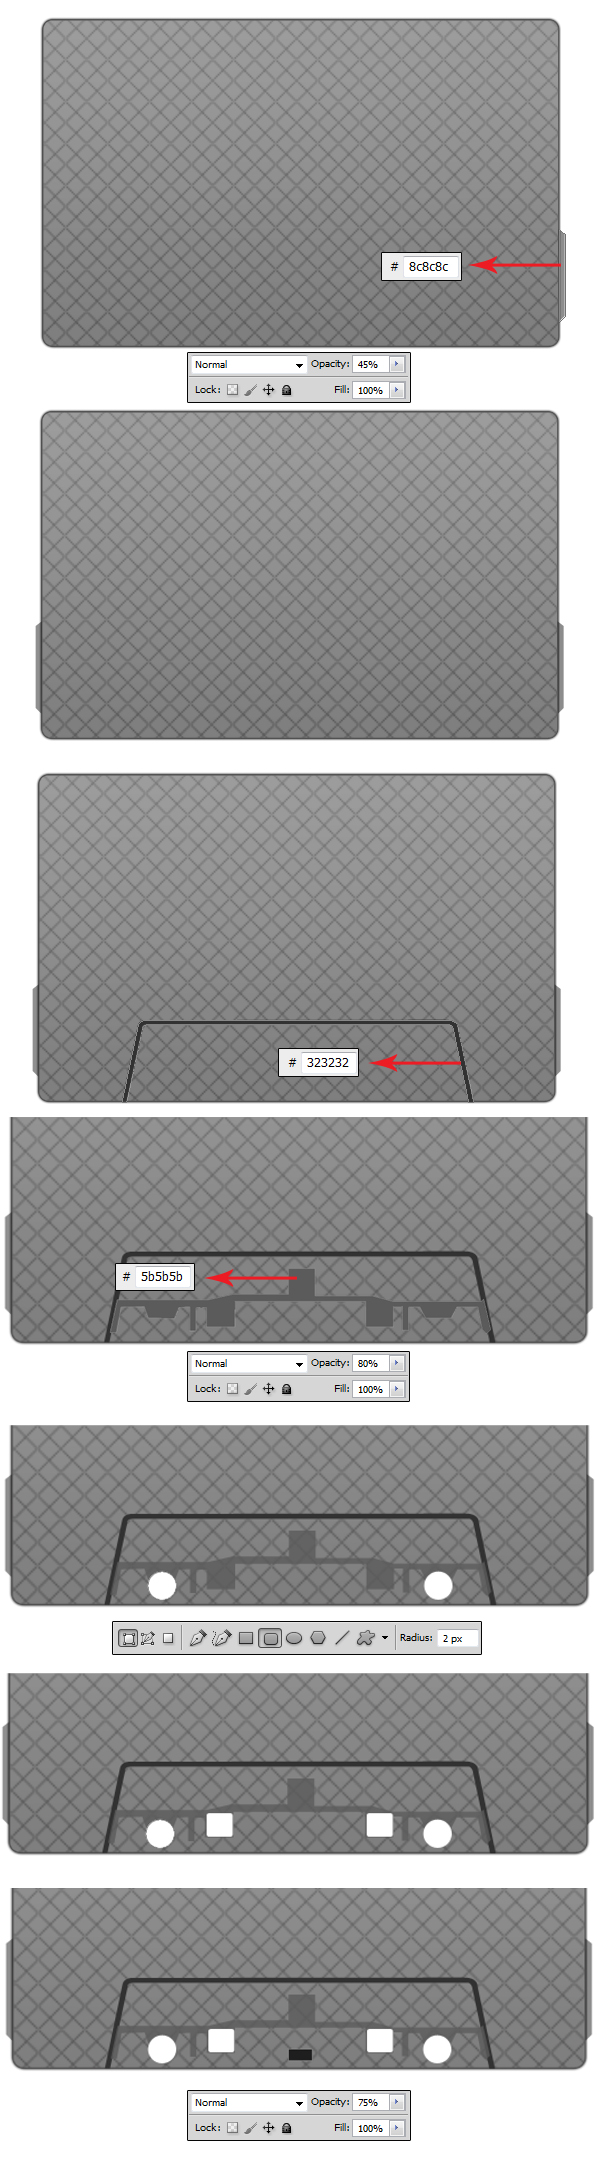 # 8c8c8c
Normal Opacity: 45%
Lock: Fill: 100%
# 323232
# 5b5b5b
Normal Opacity: 80%
Lock: Fill: 100%
Radius: 2 px
Normal Opacity: 75%
Lock: Fill: 100%